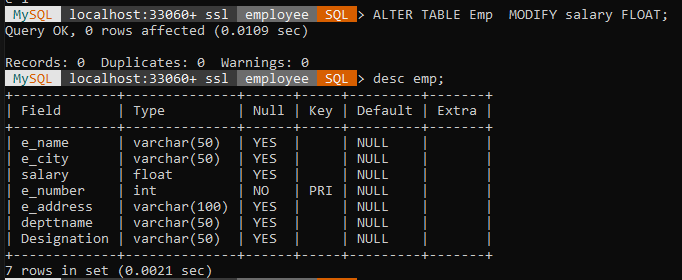 MySQL localhost:33060+ ssl employee SQL > ALTER TABLE Emp  MODIFY salary FLOAT;
Query OK, 0 rows affected (0.0109 sec)

Records: 0  Duplicates: 0  Warnings: 0
MySQL localhost:33060+ ssl employee SQL > desc emp;
+-------------+--------------+------+-----+---------+-------+
| Field       | Type         | Null | Key | Default | Extra |
+-------------+--------------+------+-----+---------+-------+
| e_name      | varchar(50)  | YES  |     | NULL    |       |
| e_city      | varchar(50)  | YES  |     | NULL    |       |
| salary      | float        | YES  |     | NULL    |       |
| e_number    | int          | NO   | PRI | NULL    |       |
| e_address   | varchar(100) | YES  |     | NULL    |       |
| depttname   | varchar(50)  | YES  |     | NULL    |       |
| Designation | varchar(50)  | YES  |     | NULL    |       |
+-------------+--------------+------+-----+---------+-------+
7 rows in set (0.0021 sec)